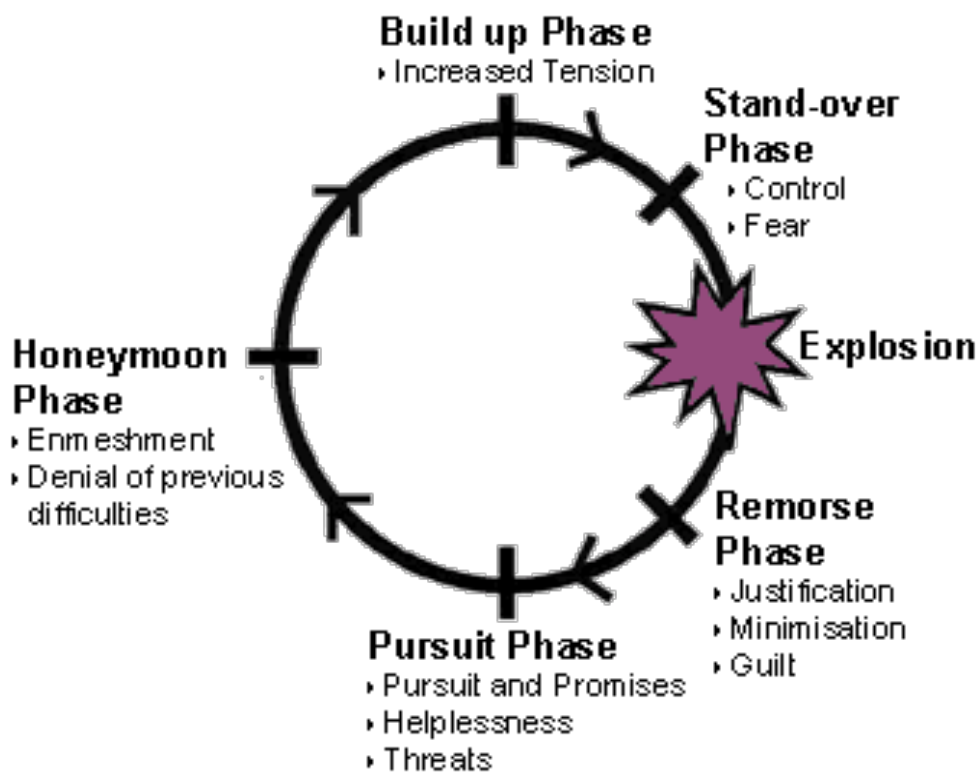 Build up Phase
Increased Tension
Stand-over
Phase
Control
Fear
Explosion
Remorse
Phase
Justification
Minimisation
Guilt
Pursuit Phase
Pursuit and Promises
Helplessness
Threats
Honeymoon
Phase
Enmeshment
Denial of previous
difficulties